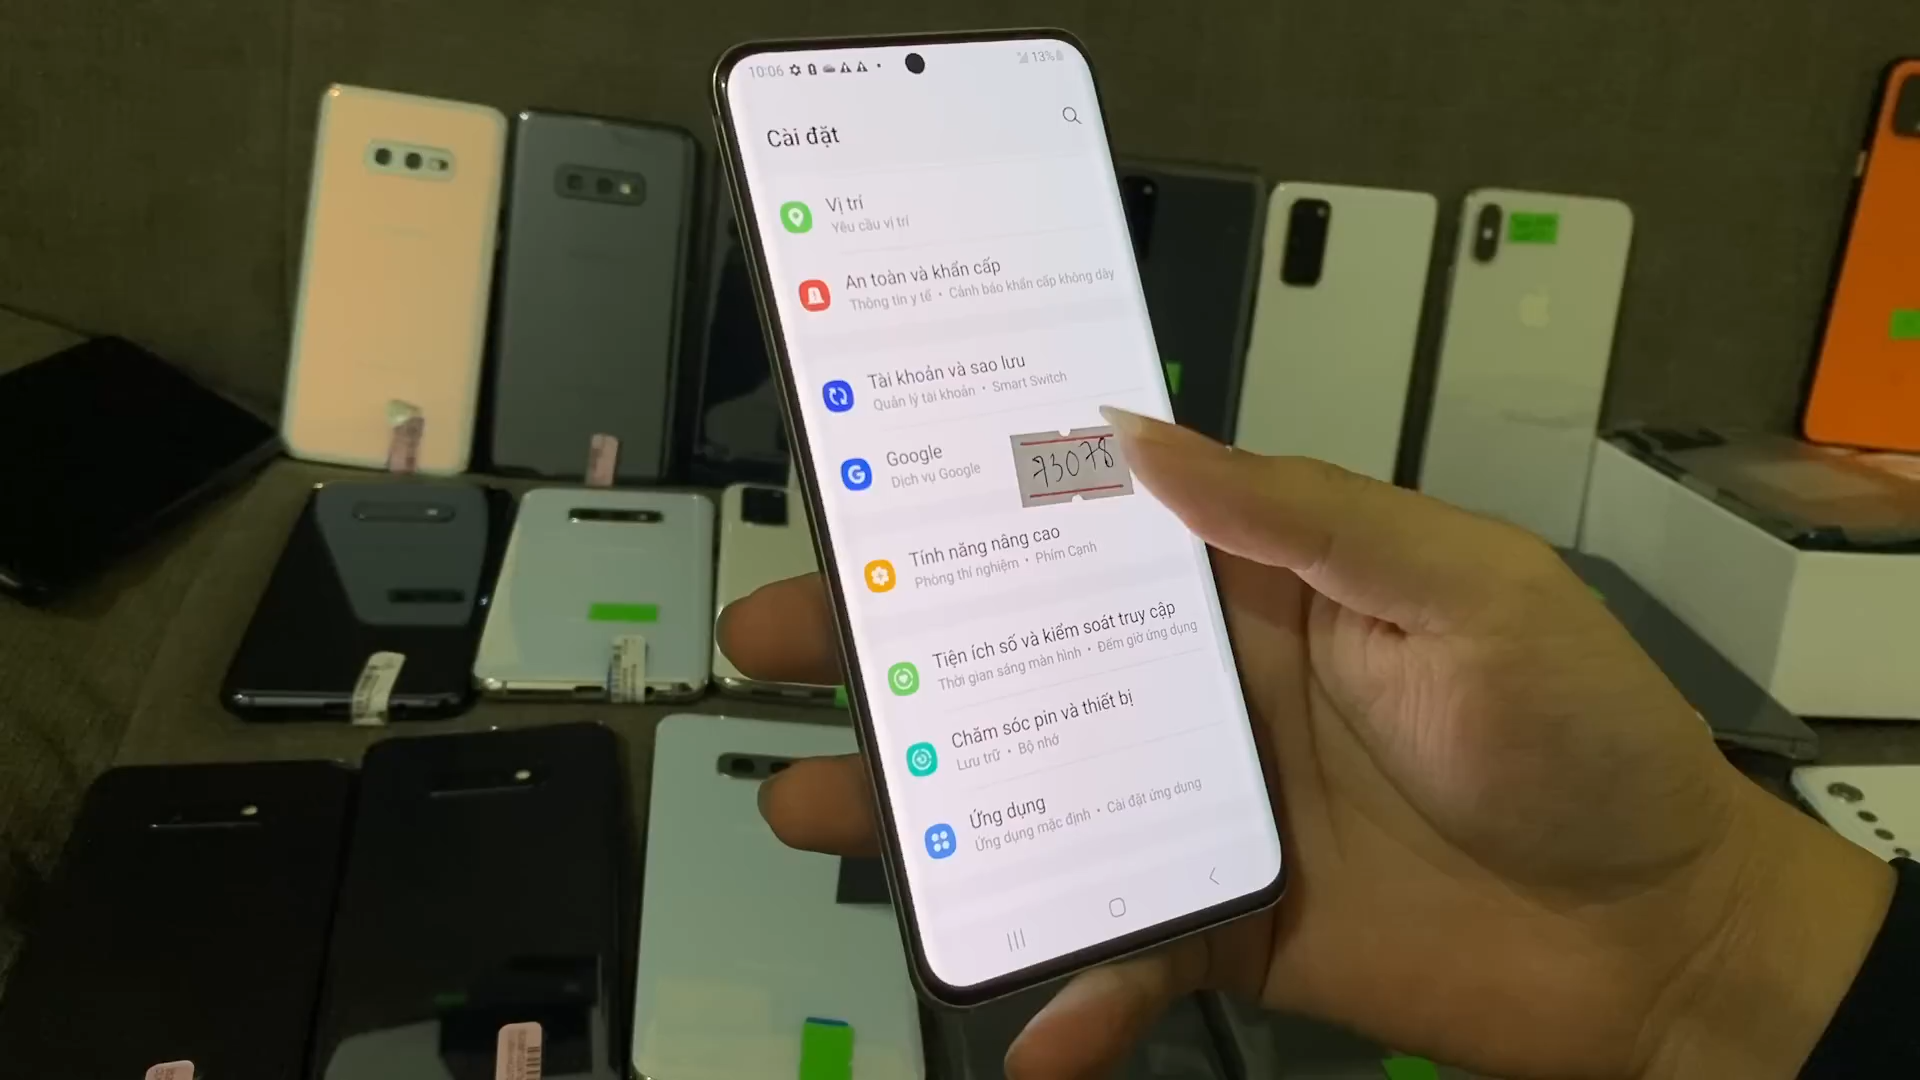 10:06
13%
Cài đặt
Vị trí
Yêu cầu vị trí
An toàn và khẩn cấp
Thông tin y tế • Cảnh báo khẩn cấp không dây
Tài khoản và sao lưu
Quản lý tài khoản • Smart Switch
Google
Dịch vụ Google
73078
Tính năng nâng cao
Phòng thí nghiệm • Phím Cạnh
Tiện ích số và kiểm soát truy cập
Thời gian sáng màn hình • Đếm giờ ứng dụng
Chăm sóc pin và thiết bị
Lưu trữ • Bộ nhớ
Ứng dụng
Ứng dụng mặc định • Cài đặt ứng dụng